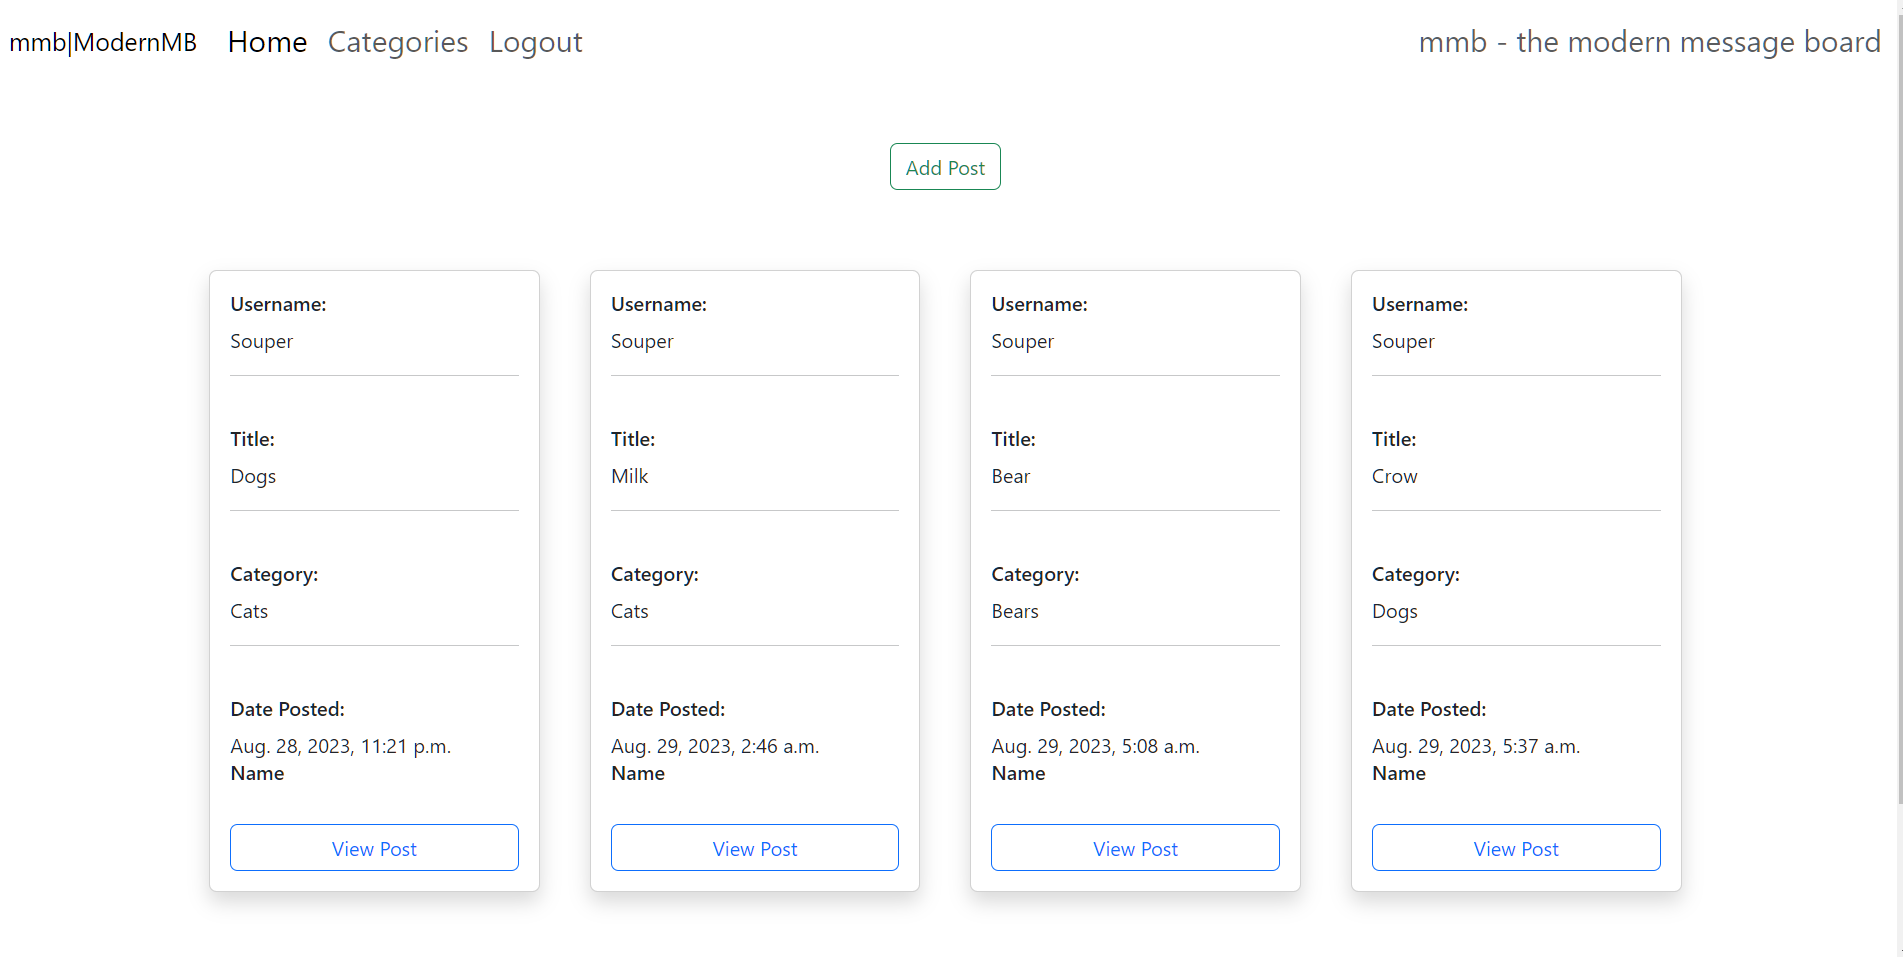 mmb|ModernMB Home Categories Logout mmb - the modern message board
Add Post
Username:
Souper
Title:
Dogs
Category:
Cats
Date Posted:
Aug. 28, 2023, 11:21 p.m.
Name
View Post
Username:
Souper
Title:
Milk
Category:
Cats
Date Posted:
Aug. 29, 2023, 2:46 a.m.
Name
View Post
Username:
Souper
Title:
Bear
Category:
Bears
Date Posted:
Aug. 29, 2023, 5:08 a.m.
Name
View Post
Username:
Souper
Title:
Crow
Category:
Dogs
Date Posted:
Aug. 29, 2023, 5:37 a.m.
Name
View Post